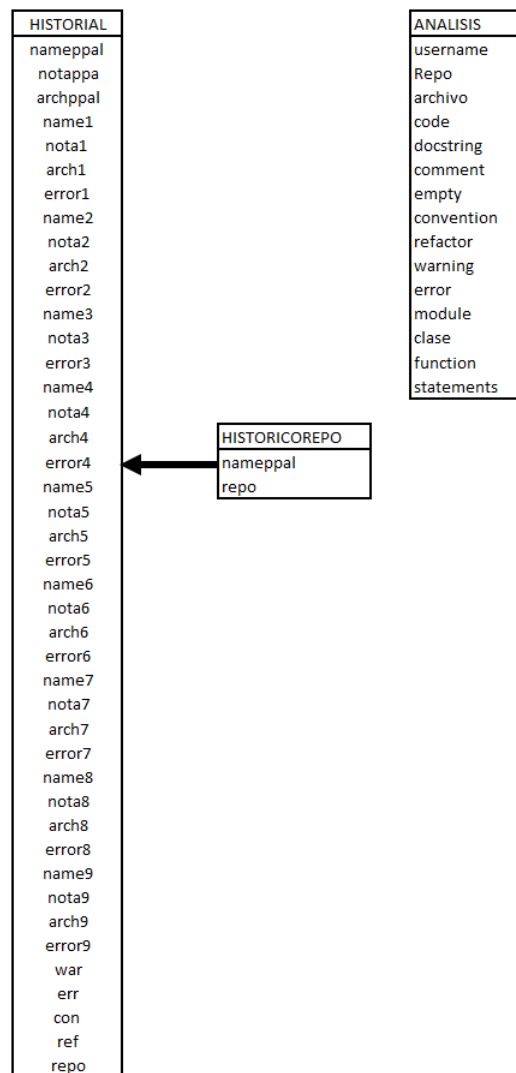 HISTORIAL
nameppal
notappa
archppal
name1
nota1
arch1
error1
name2
nota2
arch2
error2
name3
nota3
error3
name4
nota4
arch4
error4
name5
nota5
arch5
error5
name6
nota6
arch6
error6
name7
nota7
arch7
error7
name8
nota8
arch8
error8
name9
nota9
arch9
error9
war
err
con
ref
repo
HISTORICOREPO
nameppal
repo
ANALISIS
username
Repo
archivo
code
docstring
comment
empty
convention
refactor
warning
error
module
clase
function
statements